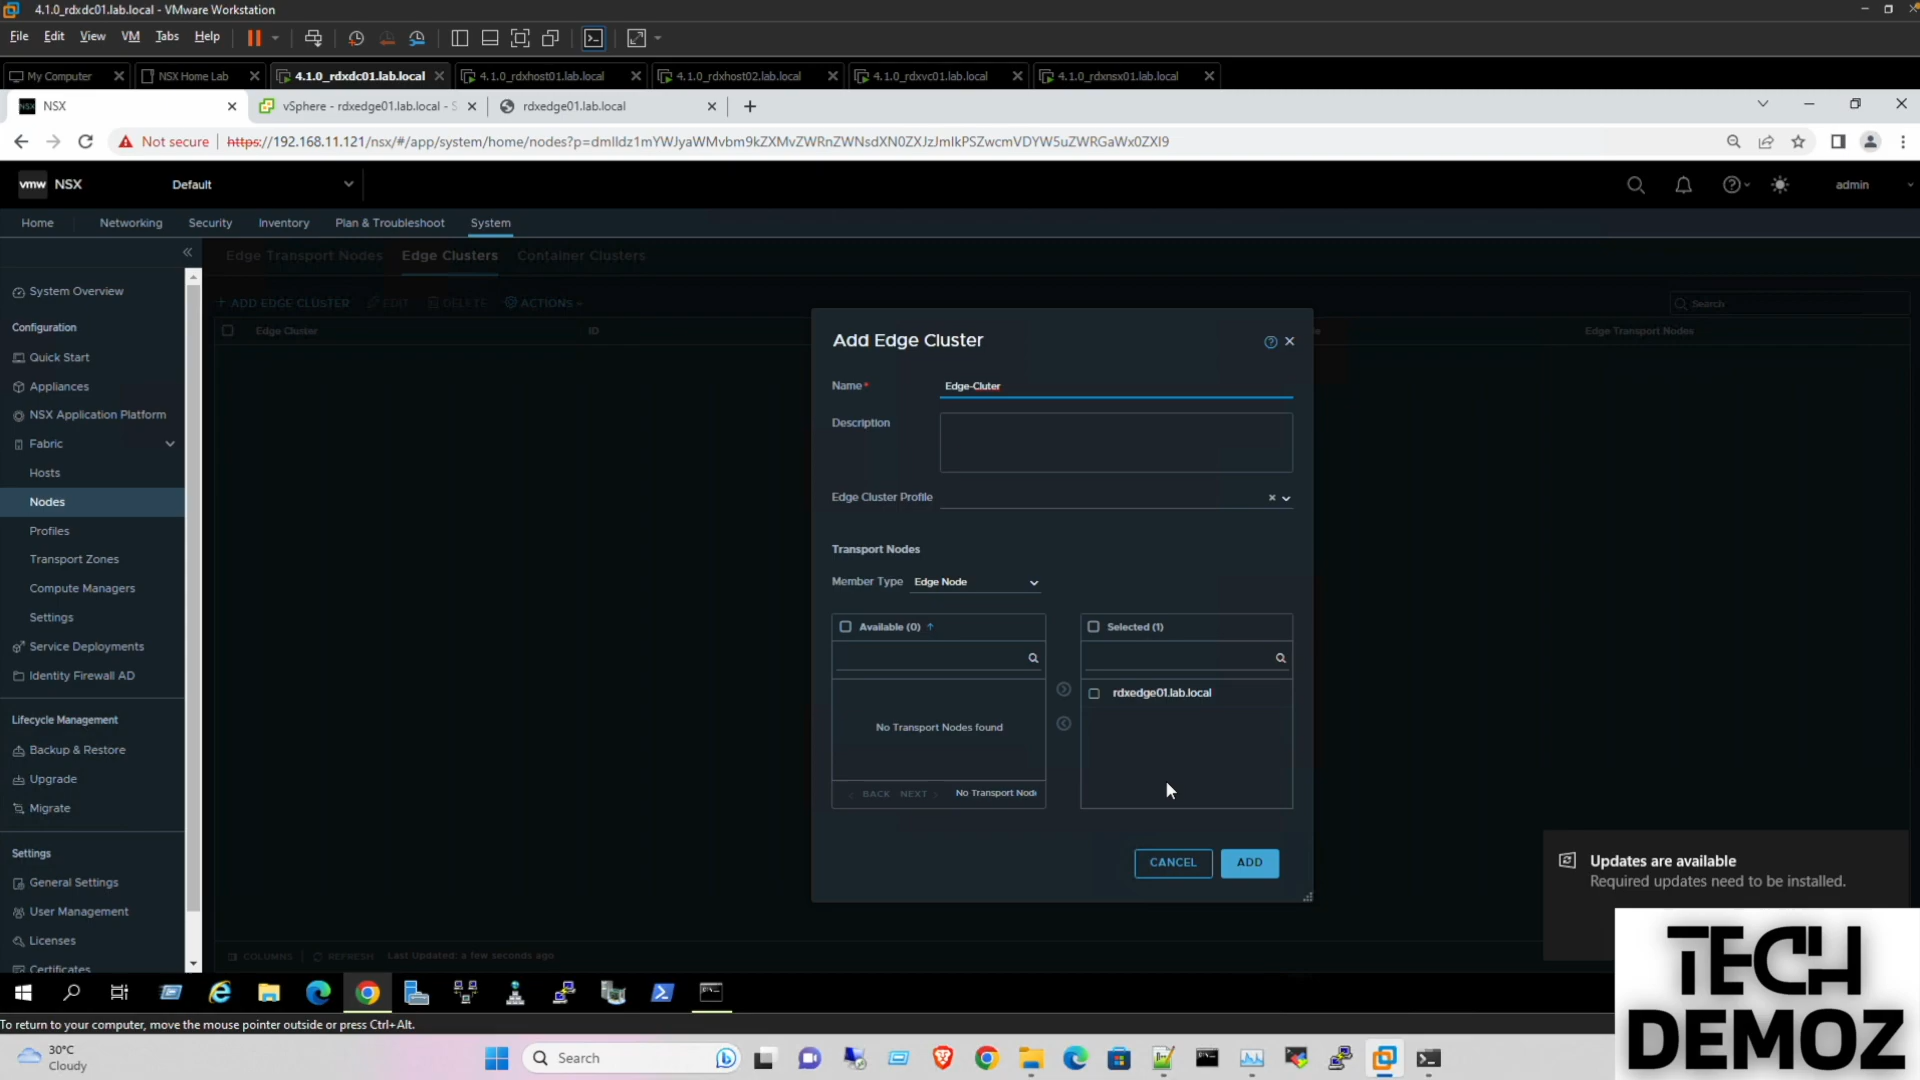 4.1.0_rdxdc01.lab.local - VMware Workstation
File Edit View VM Tabs Help
My Computer NSX Home Lab 4.1.0_rdxdc01.lab.local 4.1.0_rdxhost01.lab.local 4.1.0_rdxhost02.lab.local 4.1.0_rdxvc01.lab.local 4.1.0_rdxnsx01.lab.local
NSX vSphere - rdxedge01.lab.local - S rdxedge01.lab.local
Not secure https://192.168.11.121/nsx/#/app/system/home/nodes?p=dmlldz1mYWJyaWMvbm9kZXMvZWRnZWNsdXN0ZXJzJmlkPSZwcmVDYW5uZWRGaWx0ZXI9
vmw NSX Default admin
Home Networking Security Inventory Plan & Troubleshoot System
Edge Transport Nodes Edge Clusters Container Clusters
System Overview
+ ADD EDGE CLUSTER EDIT DELETE ACTIONS
Search
Configuration
Edge Cluster ID Edge Transport Nodes
Quick Start
Appliances
NSX Application Platform
Fabric
Hosts
Nodes
Profiles
Transport Zones
Compute Managers
Settings
Service Deployments
Identity Firewall AD
Lifecycle Management
Backup & Restore
Upgrade
Migrate
Settings
General Settings
User Management
Licenses
Certificates
Add Edge Cluster
Name* Edge-Cluter
Description
Edge Cluster Profile
Transport Nodes
Member Type Edge Node
Available (0) Selected (1)
rdxedge01.lab.local
No Transport Nodes found
BACK NEXT No Transport Node
CANCEL ADD
COLUMNS REFRESH Last Updated: a few seconds ago
Updates are available
Required updates need to be installed.
To return to your computer, move the mouse pointer outside or press Ctrl+Alt.
30°C
Cloudy
Search
TECH
DEMOZ